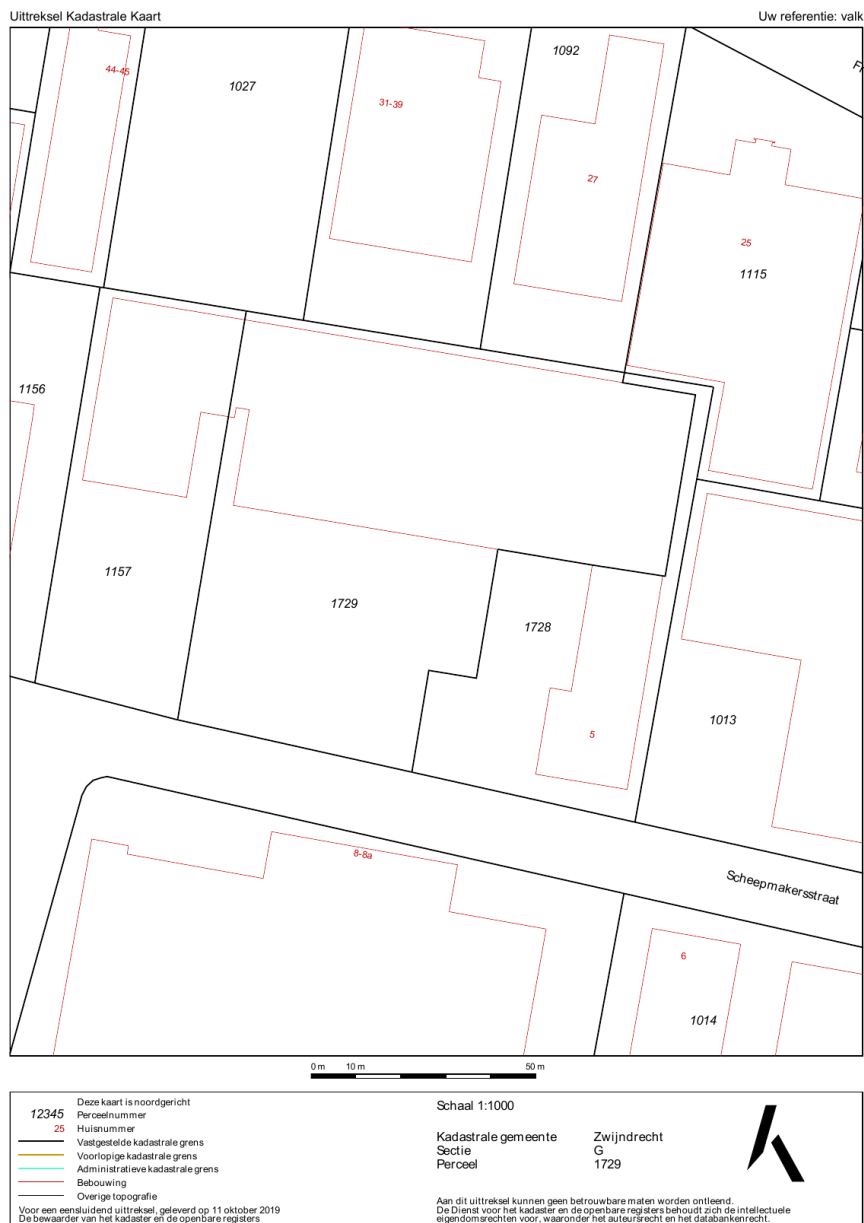 Uittreksel Kadastrale Kaart
Uw referentie: valk
1092
44-45
1027
31-39
27
25
1115
1156
1157
1729
1728
5
1013
8-8a
Scheepmakersstraat
6
1014
0 m 10 m 50 m
Deze kaart is noordgericht
12345 Perceelnummer
25 Huisnummer
Vastgestelde kadastrale grens
Voorlopige kadastrale grens
Administratieve kadastrale grens
Bebouwing
Overige topografie
Voor een eensluidend uittreksel, geleverd op 11 oktober 2019
De bewaarder van het kadaster en de openbare registers
Schaal 1:1000
Kadastrale gemeente Zwijndrecht
Sectie G
Perceel 1729
Aan dit uittreksel kunnen geen betrouwbare maten worden ontleend.
De Dienst voor het kadaster en de openbare registers behoudt zich de intellectuele
eigendomsrechten voor, waaronder het auteursrecht en het databankenrecht.